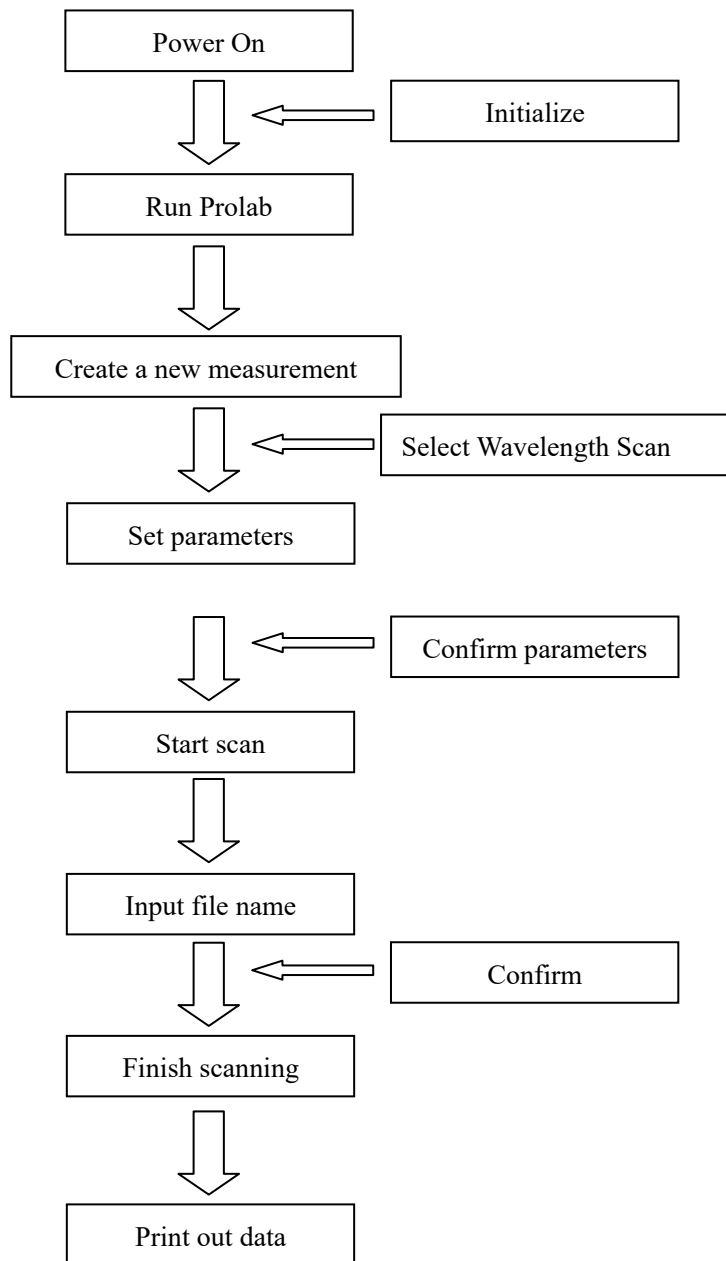 Power On
Initialize
Run Prolab
Create a new measurement
Select Wavelength Scan
Set parameters
Confirm parameters
Start scan
Input file name
Confirm
Finish scanning
Print out data